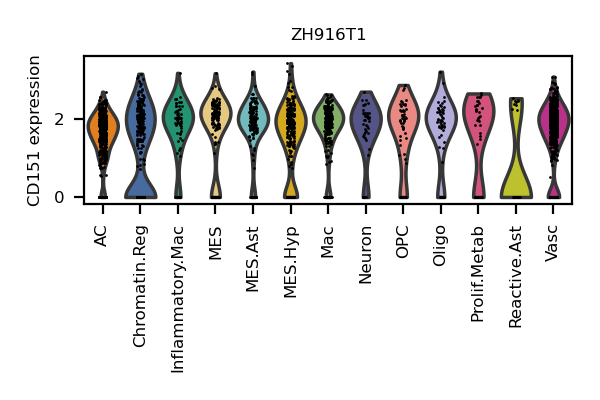 ZH916T1
CD151 expression
2
0
AC
Chromatin.Reg
Inflammatory.Mac
MES
MES.Ast
MES.Hyp
Mac
Neuron
OPC
Oligo
Prolif.Metab
Reactive.Ast
Vasc